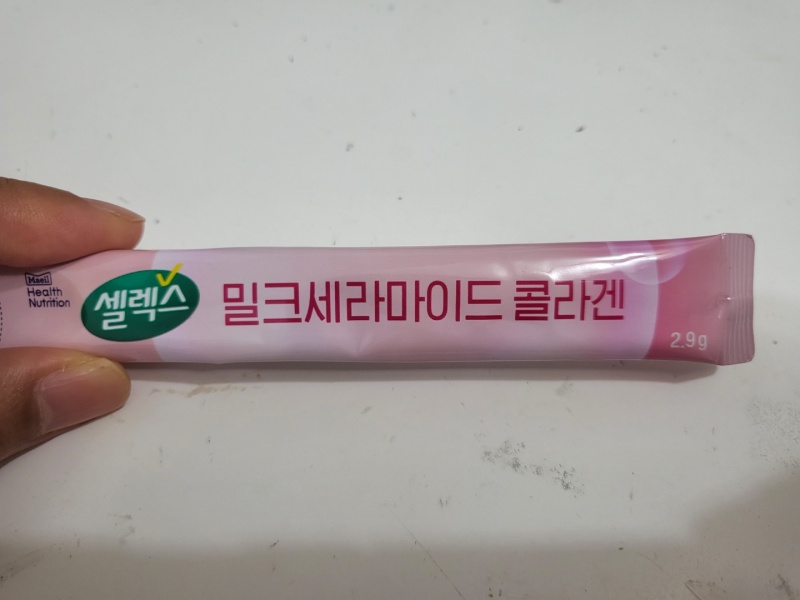 Maeil
Health
Nutrition
셀렉스
밀크세라마이드 콜라겐
2.9g